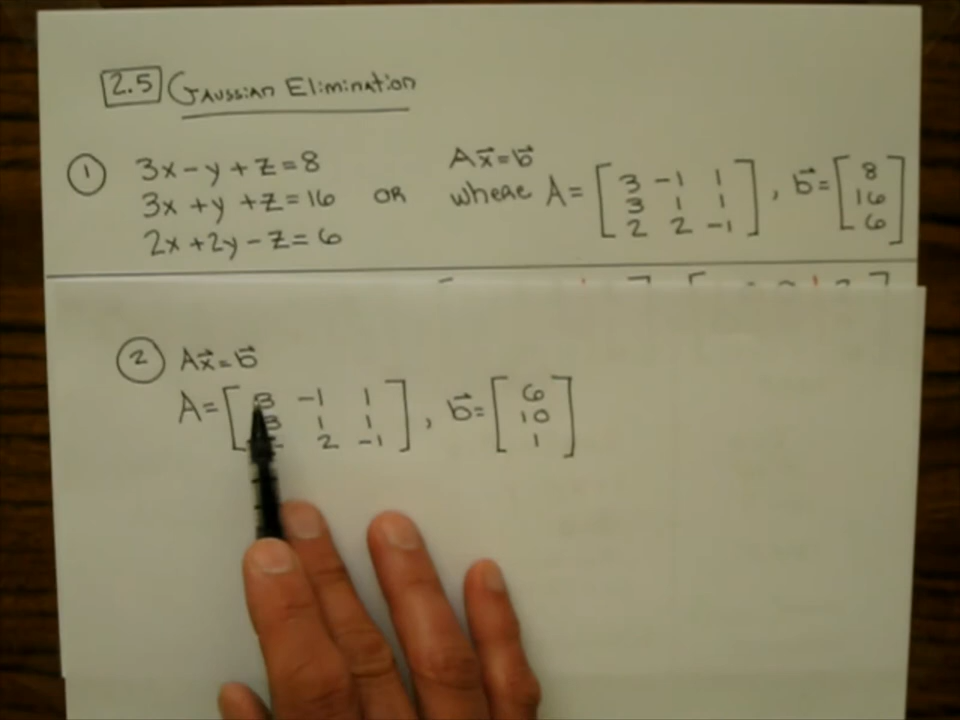 2.5 Gaussian Elimination
① 3x − y + z = 8
3x + y + z = 16
2x + 2y − z = 6
OR
Ax⃗ = b⃗
where A = [3 −1 1
3 1 1
2 2 −1], b⃗ = [8
16
6]
② Ax⃗ = b⃗
A = [3 −1 1
3 1 1
2 −1], b⃗ = [6
10
1]